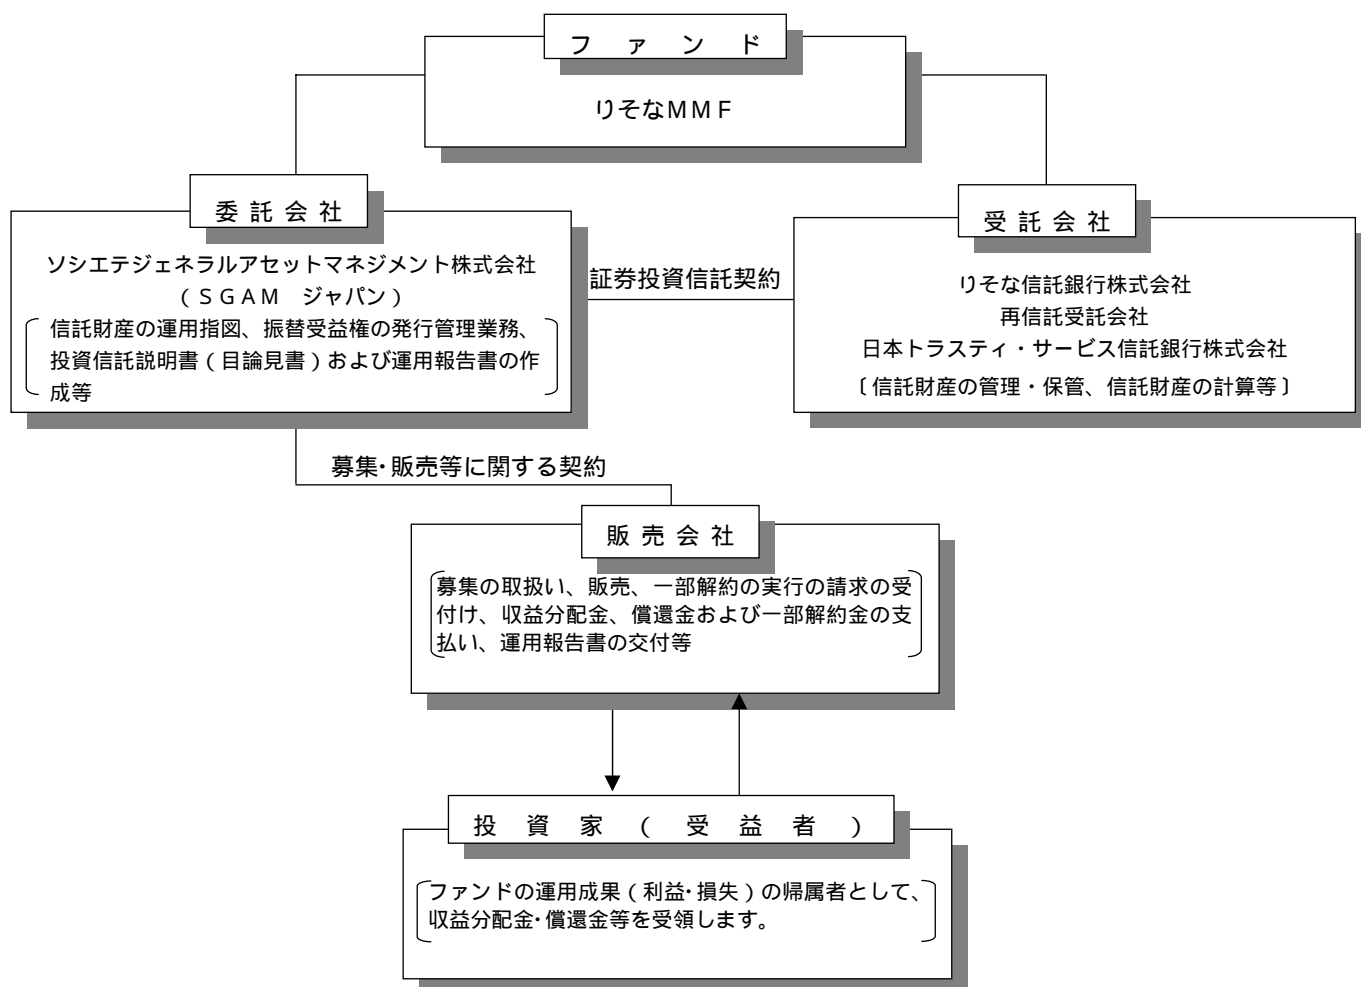 ファンド
りそなMMF
委託会社
ソシエテジェネラルアセットマネジメント株式会社
(SGAM ジャパン)
信託財産の運用指図、振替受益権の発行管理業務、
投資信託説明書(目論見書)および運用報告書の作
成等
証券投資信託契約
受託会社
りそな信託銀行株式会社
再信託受託会社
日本トラスティ・サービス信託銀行株式会社
〔信託財産の管理・保管、信託財産の計算等〕
募集・販売等に関する契約
販売会社
募集の取扱い、販売、一部解約の実行の請求の受
付け、収益分配金、償還金および一部解約金の支
払い、運用報告書の交付等
投資家(受益者)
ファンドの運用成果(利益・損失)の帰属者として、
収益分配金・償還金等を受領します。